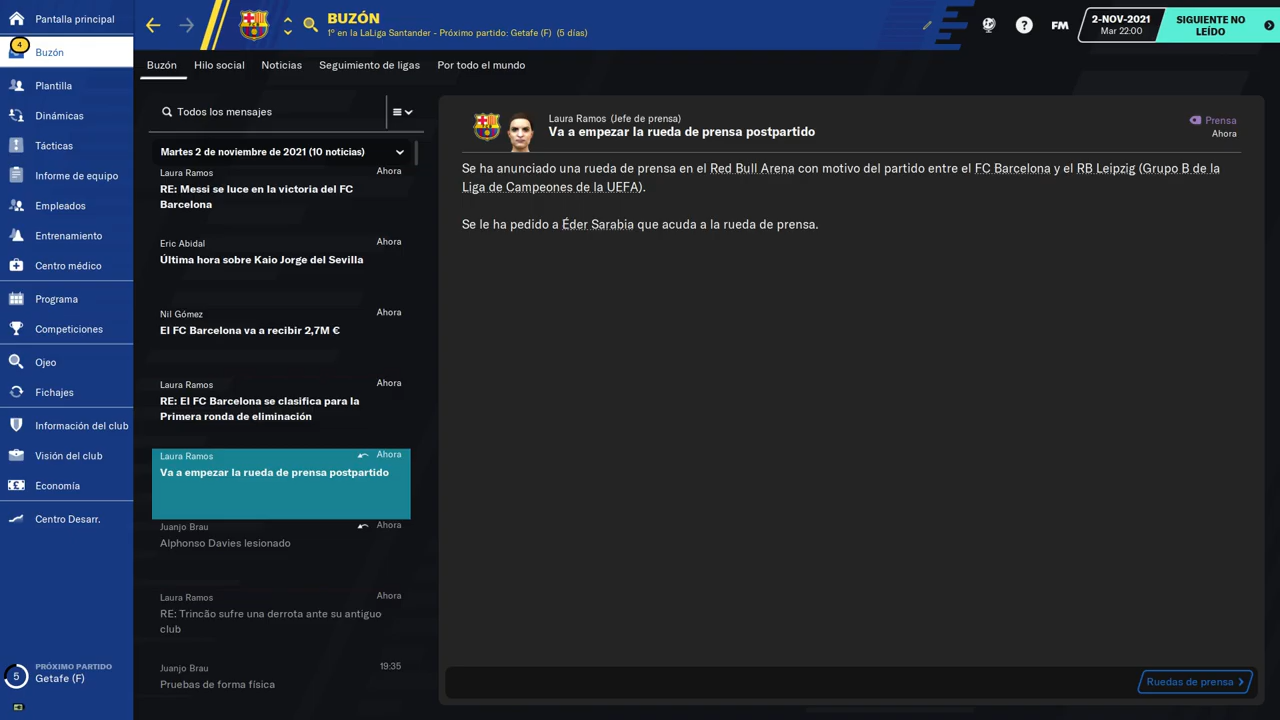 Pantalla principal
4
Buzón
Plantilla
Dinámicas
Tácticas
Informe de equipo
Empleados
Entrenamiento
Centro médico
Programa
Competiciones
Ojeo
Fichajes
Información del club
Visión del club
Economía
Centro Desarr.
PRÓXIMO PARTIDO
5
Getafe (F)
BUZÓN
1º en la LaLiga Santander - Próximo partido: Getafe (F) (5 días)
?
FM
2-NOV-2021
Mar 22:00
SIGUIENTE NO
LEÍDO
Buzón
Hilo social
Noticias
Seguimiento de ligas
Por todo el mundo
Todos los mensajes
Martes 2 de noviembre de 2021 (10 noticias)
Laura Ramos Ahora
RE: Messi se luce en la victoria del FC
Barcelona
Eric Abidal Ahora
Última hora sobre Kaio Jorge del Sevilla
Nil Gómez Ahora
El FC Barcelona va a recibir 2,7M €
Laura Ramos Ahora
RE: El FC Barcelona se clasifica para la
Primera ronda de eliminación
Laura Ramos Ahora
Va a empezar la rueda de prensa postpartido
Juanjo Brau Ahora
Alphonso Davies lesionado
Laura Ramos Ahora
RE: Trincão sufre una derrota ante su antiguo
club
Juanjo Brau 19:35
Pruebas de forma física
Laura Ramos (Jefe de prensa)
Va a empezar la rueda de prensa postpartido
Prensa
Ahora
Se ha anunciado una rueda de prensa en el Red Bull Arena con motivo del partido entre el FC Barcelona y el RB Leipzig (Grupo B de la
Liga de Campeones de la UEFA).
Se le ha pedido a Éder Sarabia que acuda a la rueda de prensa.
Ruedas de prensa